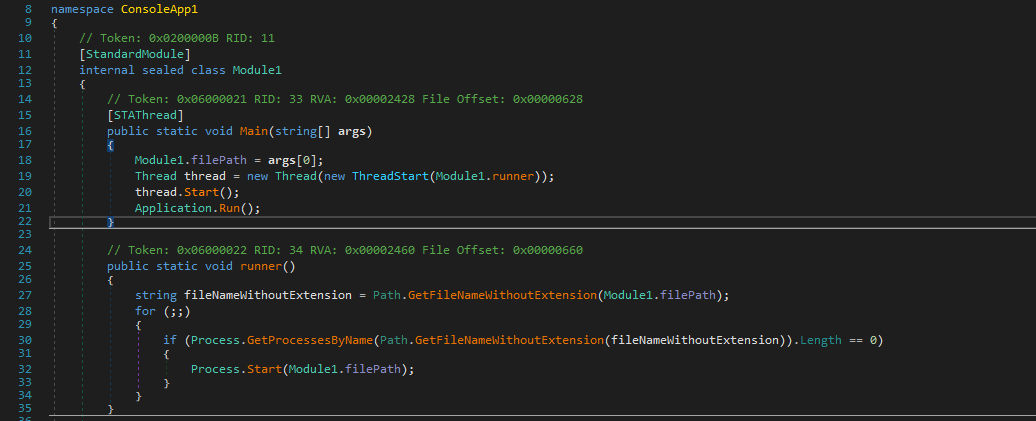 8 namespace ConsoleApp1
9 {
10 // Token: 0x0200000B RID: 11
11 [StandardModule]
12 internal sealed class Module1
13 {
14 // Token: 0x06000021 RID: 33 RVA: 0x00002428 File Offset: 0x00000628
15 [STAThread]
16 public static void Main(string[] args)
17 {
18 Module1.filePath = args[0];
19 Thread thread = new Thread(new ThreadStart(Module1.runner));
20 thread.Start();
21 Application.Run();
22 }
23
24 // Token: 0x06000022 RID: 34 RVA: 0x00002460 File Offset: 0x00000660
25 public static void runner()
26 {
27 string fileNameWithoutExtension = Path.GetFileNameWithoutExtension(Module1.filePath);
28 for (;;)
29 {
30 if (Process.GetProcessesByName(Path.GetFileNameWithoutExtension(fileNameWithoutExtension)).Length == 0)
31 {
32 Process.Start(Module1.filePath);
33 }
34 }
35 }